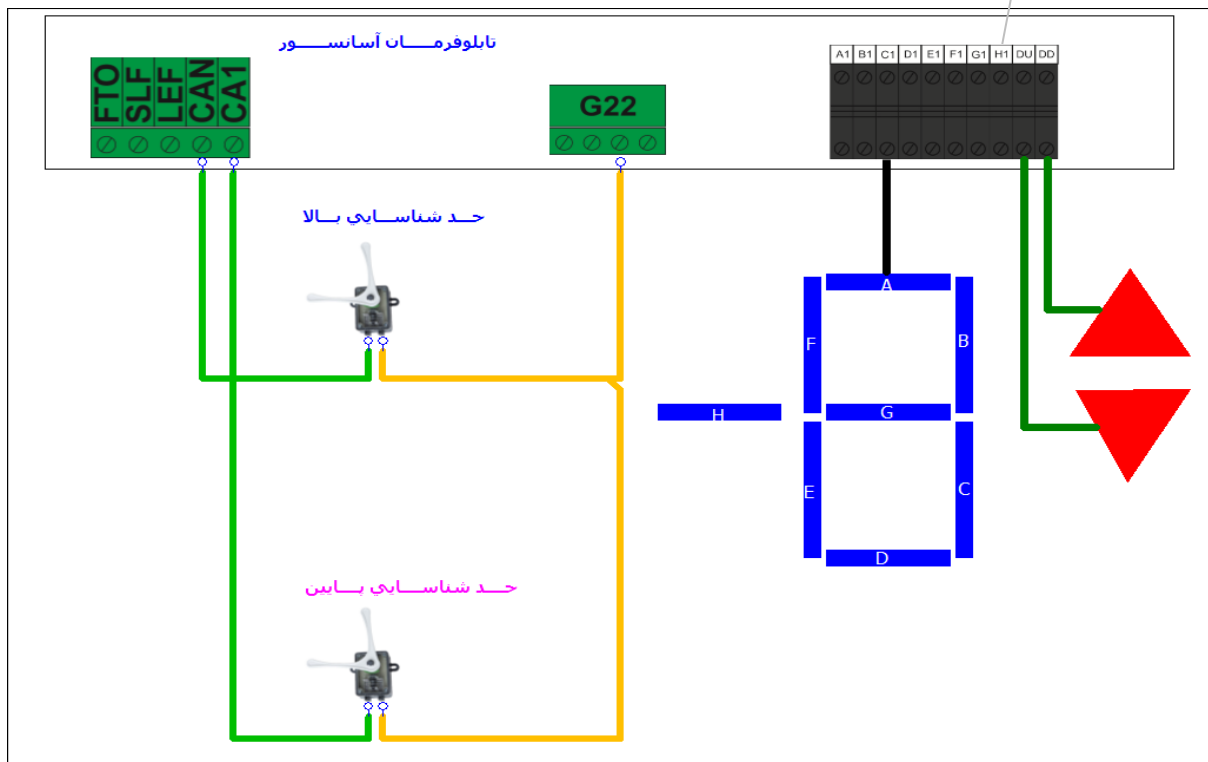 تابلوفرمـــــان آسانســـــور
FTO SLF LEF CAN CA1
G22
A1 B1 C1 D1 E1 F1 G1 H1 DU DD
حــد شناســـايي بـــالا
A
F
B
H
G
E
C
D
حـــد شناســـايي پـــايين